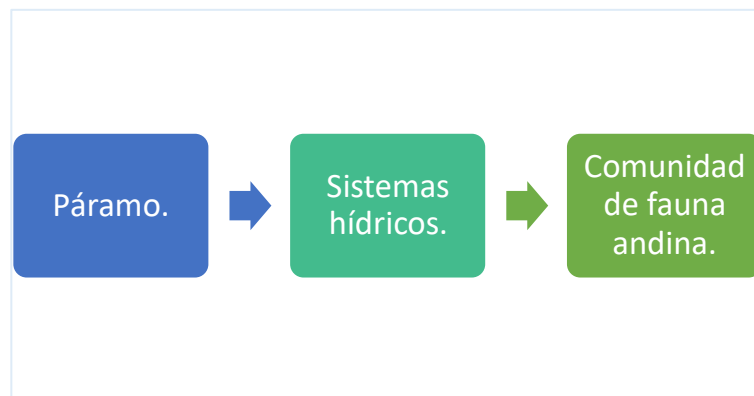 Páramo.
Sistemas
hídricos.
Comunidad
de fauna
andina.